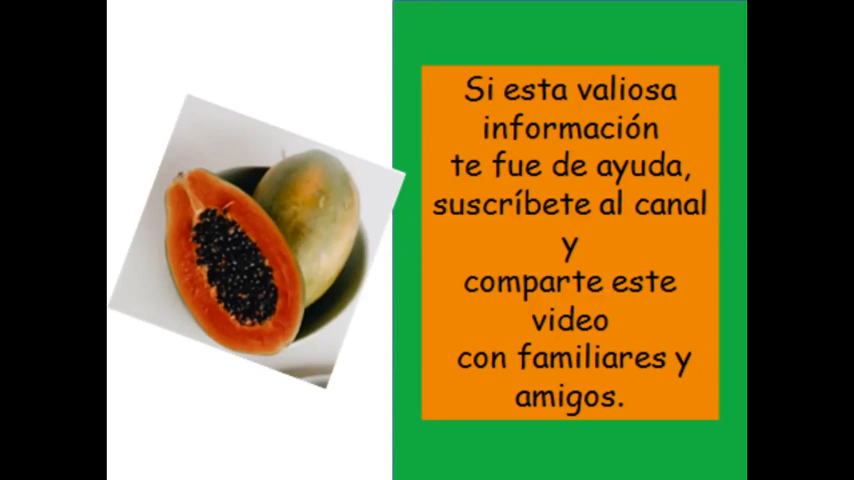 Si esta valiosa
información
te fue de ayuda,
suscríbete al canal
y
comparte este
video
con familiares y
amigos.